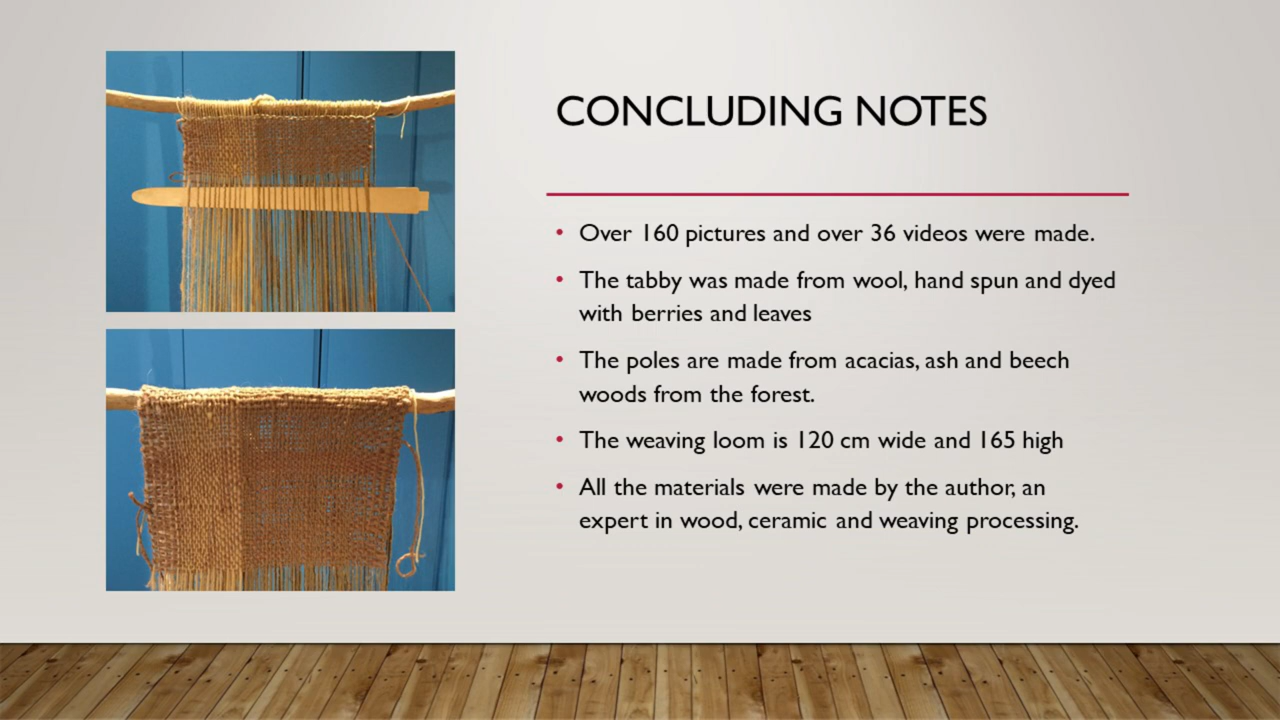 CONCLUDING NOTES
• Over 160 pictures and over 36 videos were made.
• The tabby was made from wool, hand spun and dyed
with berries and leaves
• The poles are made from acacias, ash and beech
woods from the forest.
• The weaving loom is 120 cm wide and 165 high
• All the materials were made by the author, an
expert in wood, ceramic and weaving processing.